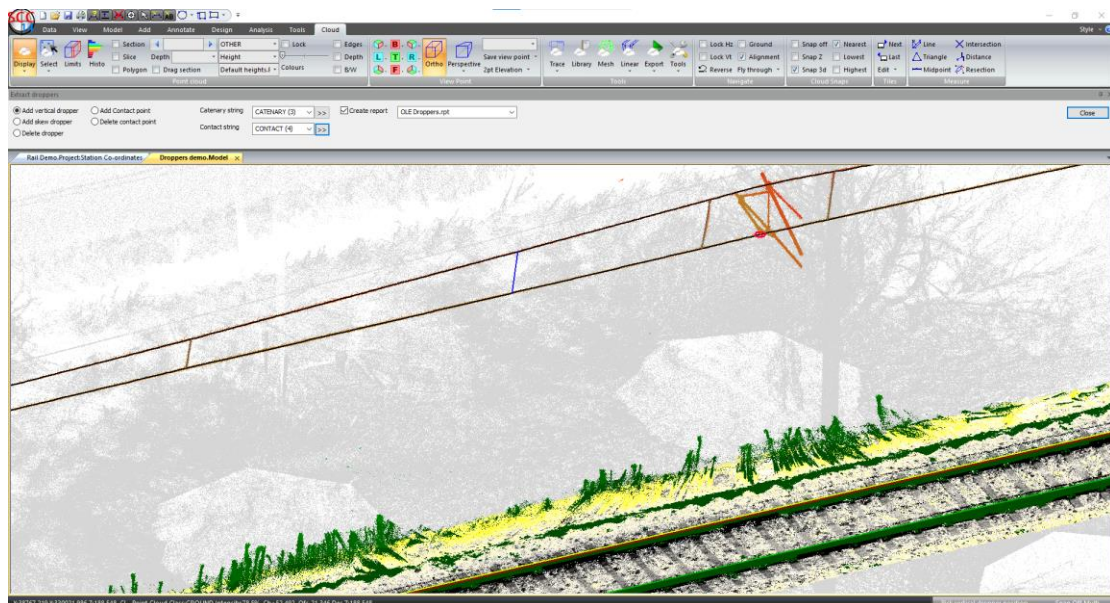 SCC
Data View Model Add Annotate Design Analysis Tools Cloud Style
Display Select Limits Histo
Section OTHER Lock Edges
Slice Depth Height Depth
Polygon Drag section Default heights.l Colours B/W
Point cloud
B L T R F
Ortho Perspective Save view point
2pt Elevation
View Point
Trace Library Mesh Linear Export Tools
Tools
Lock Hz Ground
Lock Vt Alignment
Reverse Fly through
Navigate
Snap off Nearest
Snap Z Lowest
Snap 3d Highest
Cloud Snaps
Next
Last
Edit
Tiles
Line Intersection
Triangle Distance
Midpoint Resection
Measure
Extract droppers
Add vertical dropper Add Contact point Catenary string CATENARY (3) >> Create report OLE Droppers.rpt Close
Add skew dropper Delete contact point Contact string CONTACT (4) >>
Delete dropper
Rail Demo.Project:Station Co-ordinates Droppers demo.Model